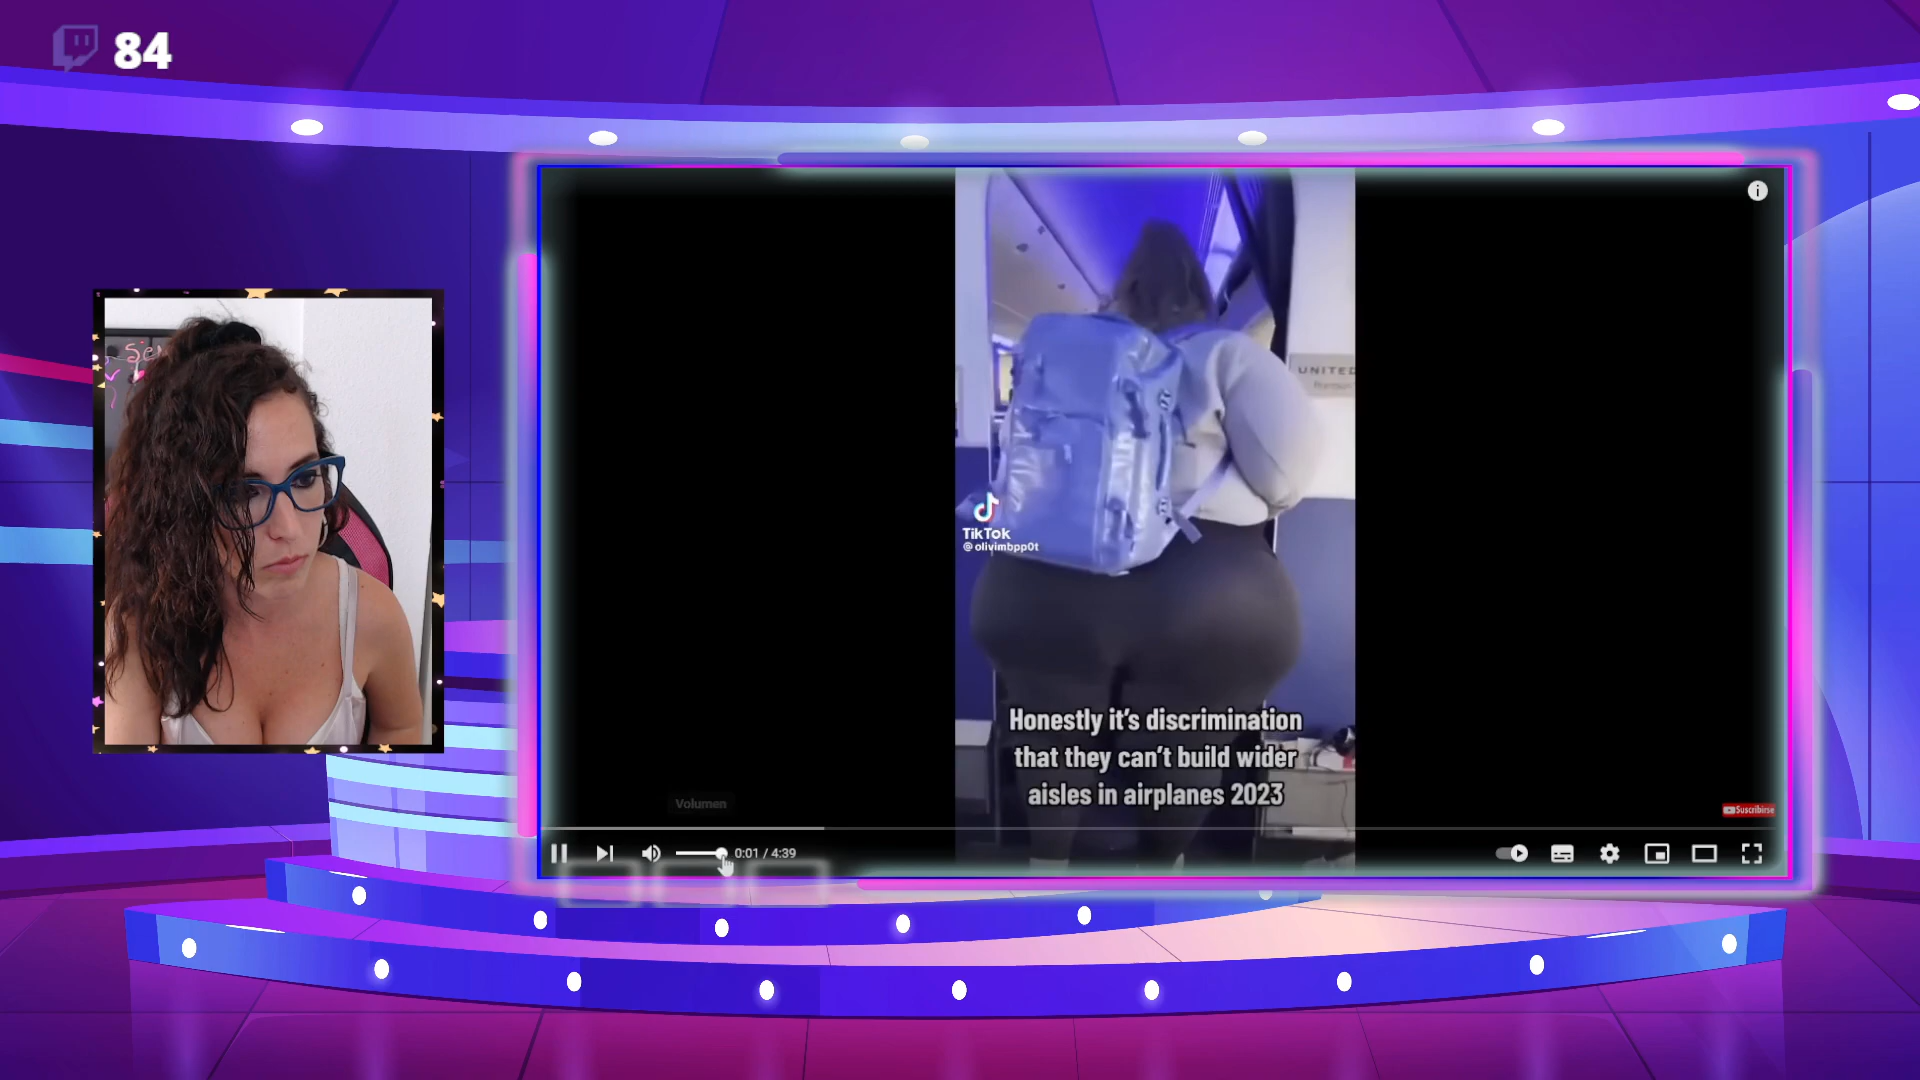 84
UNITED
TikTok
@olivimbpp0t
Honestly it's discrimination
that they can't build wider
aisles in airplanes 2023
Volumen
Suscribirse
0:01 / 4:39